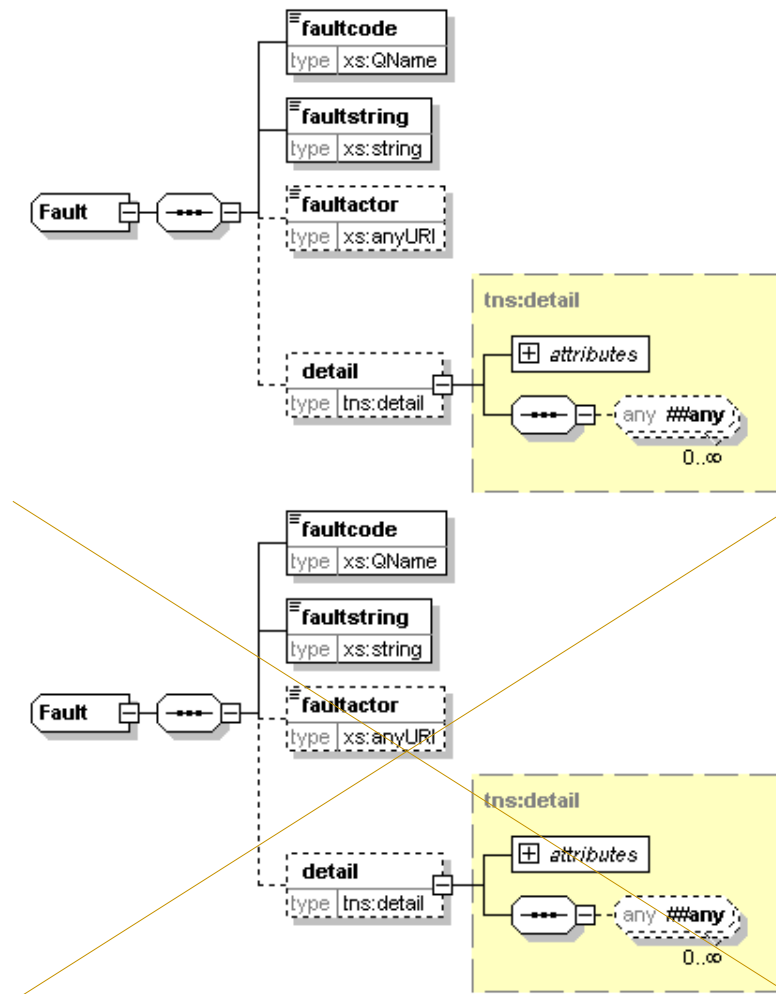 faultcode
type xs:QName
faultstring
type xs:string
Fault
faultactor
type xs:anyURI
tns:detail
attributes
detail
type tns:detail
any ##any
0..∞
faultcode
type xs:QName
faultstring
type xs:string
Fault
faultactor
type xs:anyURI
tns:detail
attributes
detail
type tns:detail
any ##any
0..∞